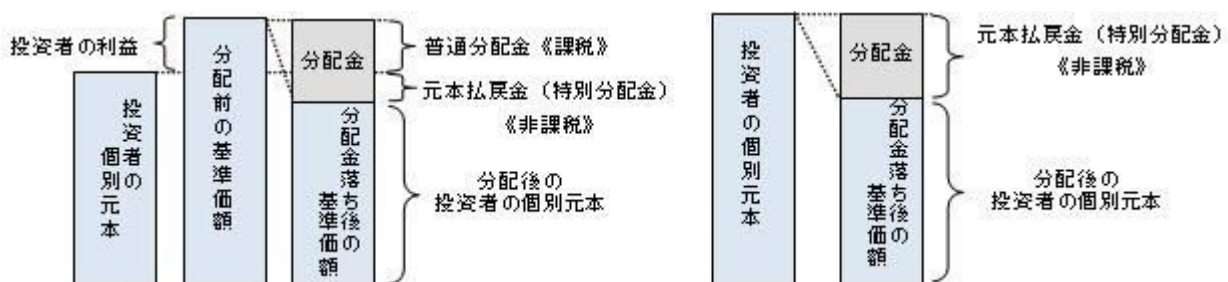 投資者の利益
投資者の
個別元本
分配前の基準価額
分配金
分配金落ち後の
基準価額
普通分配金《課税》
元本払戻金（特別分配金）
《非課税》
分配後の
投資者の個別元本
投資者の個別元本
分配金
分配金落ち後の
基準価額
元本払戻金（特別分配金）
《非課税》
分配後の
投資者の個別元本